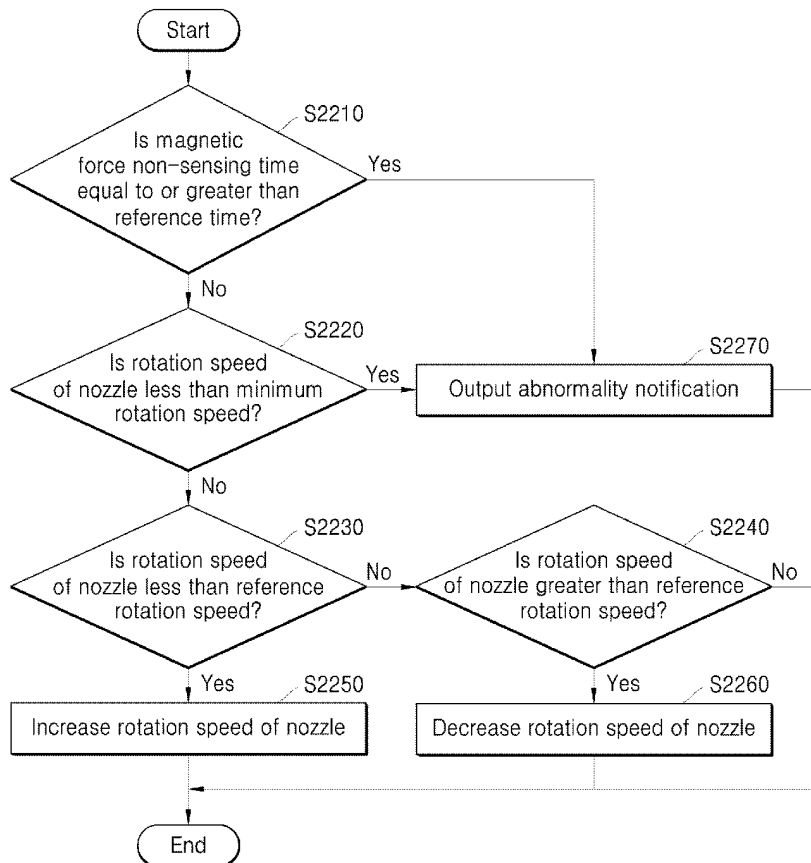 Start
S2210
Is magnetic
force non-sensing time
equal to or greater than
reference time?
Yes
No
S2220
Is rotation speed
of nozzle less than minimum
rotation speed?
Yes
S2270
Output abnormality notification
No
S2230
Is rotation speed
of nozzle less than reference
rotation speed?
No
S2240
Is rotation speed
of nozzle greater than reference
rotation speed?
No
Yes
S2250
Increase rotation speed of nozzle
Yes
S2260
Decrease rotation speed of nozzle
End